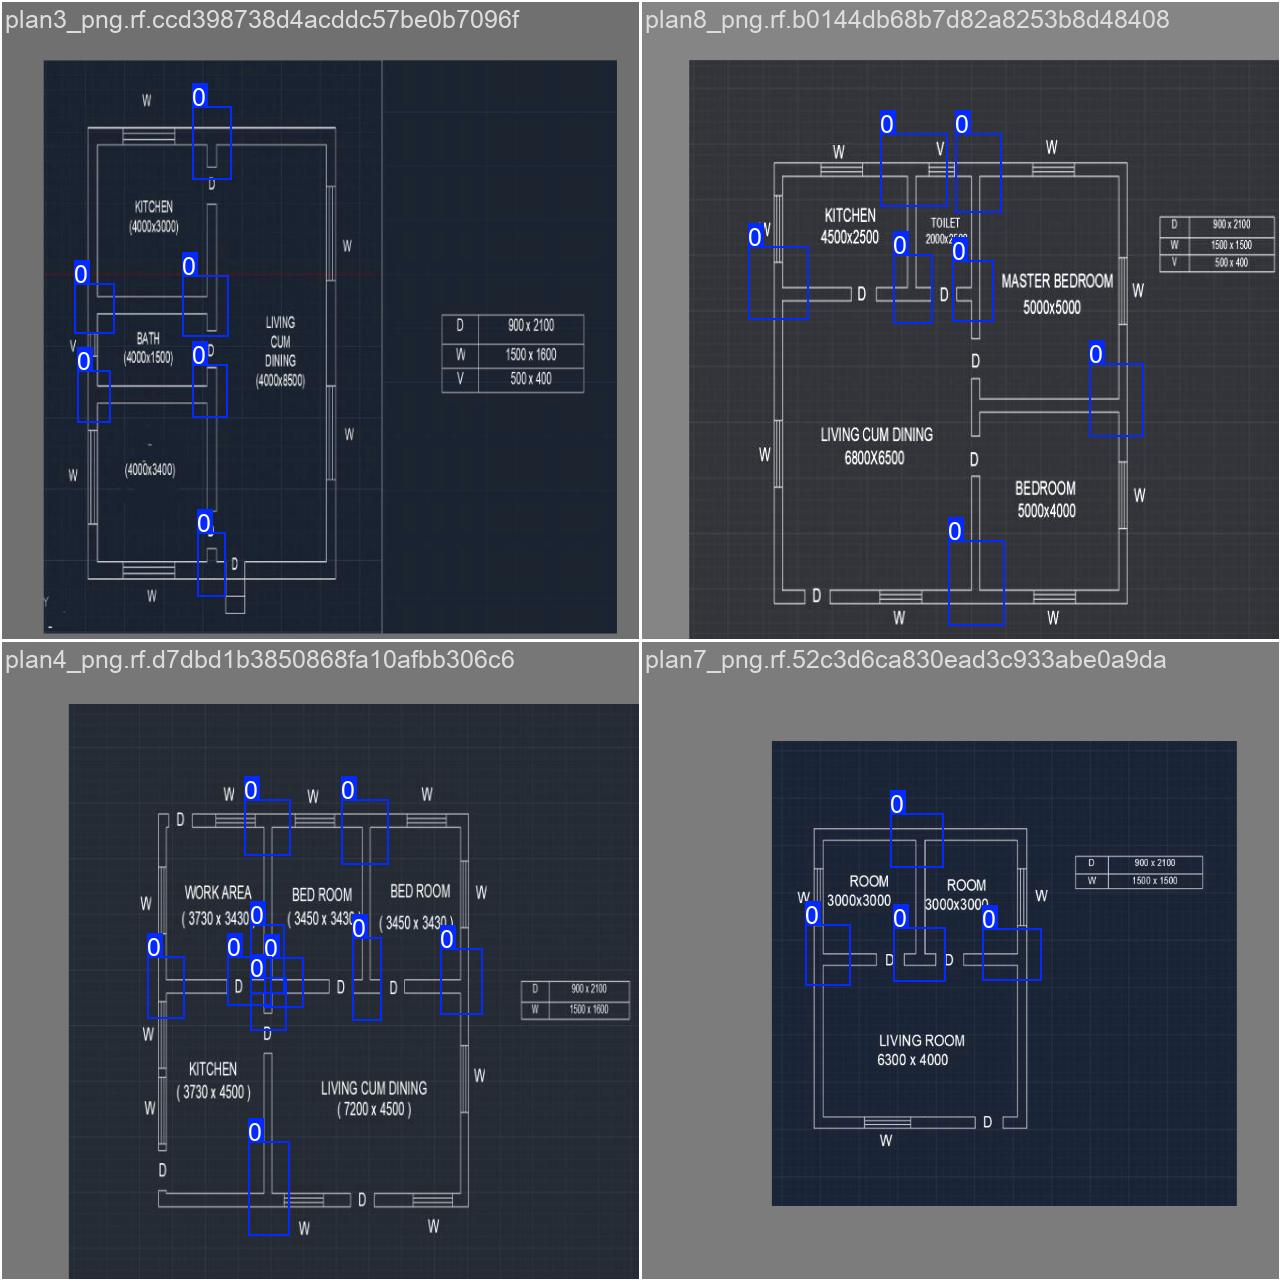 plan3_png.rf.ccd398738d4acddc57be0b7096f
0
W
D
KITCHEN
(4000x3000)
W
0
0
BATH
(4000x1500)
V
0
0
D
LIVING
CUM
DINING
(4000x8500)
W
W
(4000x3400)
0
D
W
D 900 x 2100
W 1500 x 1600
V 500 x 400
Y
plan8_png.rf.b0144db68b7d82a8253b8d48408
0 0
W V W
KITCHEN
4500x2500
TOILET
W
0 0 0
D D
MASTER BEDROOM
5000x5000
W
D
0
LIVING CUM DINING
6800X6500
W
D
BEDROOM
5000x4000
W
0
D
W W
D 900 x 2100
W 1500 x 1500
V 500 x 400
plan4_png.rf.d7dbd1b3850868fa10afbb306c6
0 0
W W W
D
WORK AREA
( 3730 x 3430
BED ROOM
( 3450 x 3430
BED ROOM
( 3450 x 3430 )
W W
0 0 0
0 0 0
0
D D D
W
D
KITCHEN
( 3730 x 4500 )
LIVING CUM DINING
( 7200 x 4500 )
W
W
0
D
D
W W
D 900 x 2100
W 1500 x 1600
plan7_png.rf.52c3d6ca830ead3c933abe0a9da
0
ROOM
3000x3000
ROOM
3000x3000
W W
0 0 0
D D
LIVING ROOM
6300 x 4000
D
W
D 900 x 2100
W 1500 x 1500